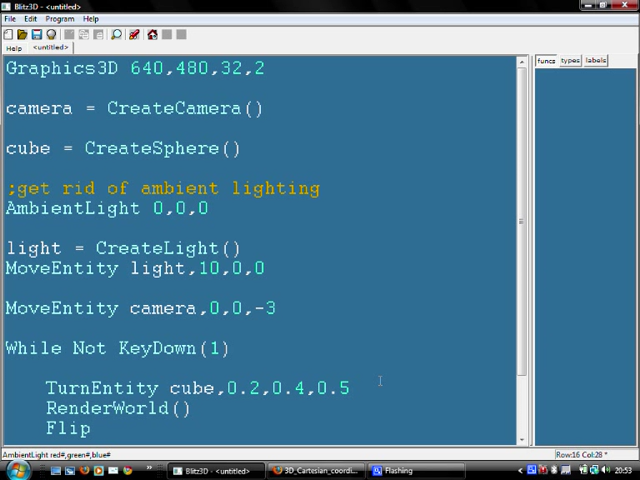 Blitz3D - <untitled>
File Edit Program Help
Help <untitled>
funcs types labels
Graphics3D 640,480,32,2
camera = CreateCamera()
cube = CreateSphere()
;get rid of ambient lighting
AmbientLight 0,0,0
light = CreateLight()
MoveEntity light,10,0,0
MoveEntity camera,0,0,-3
While Not KeyDown(1)
TurnEntity cube,0.2,0.4,0.5
RenderWorld()
Flip
AmbientLight red#,green#,blue#
Row:16 Col:28 *
Blitz3D - <untitled>
3D_Cartesian_coordi...
Flashing
20:53